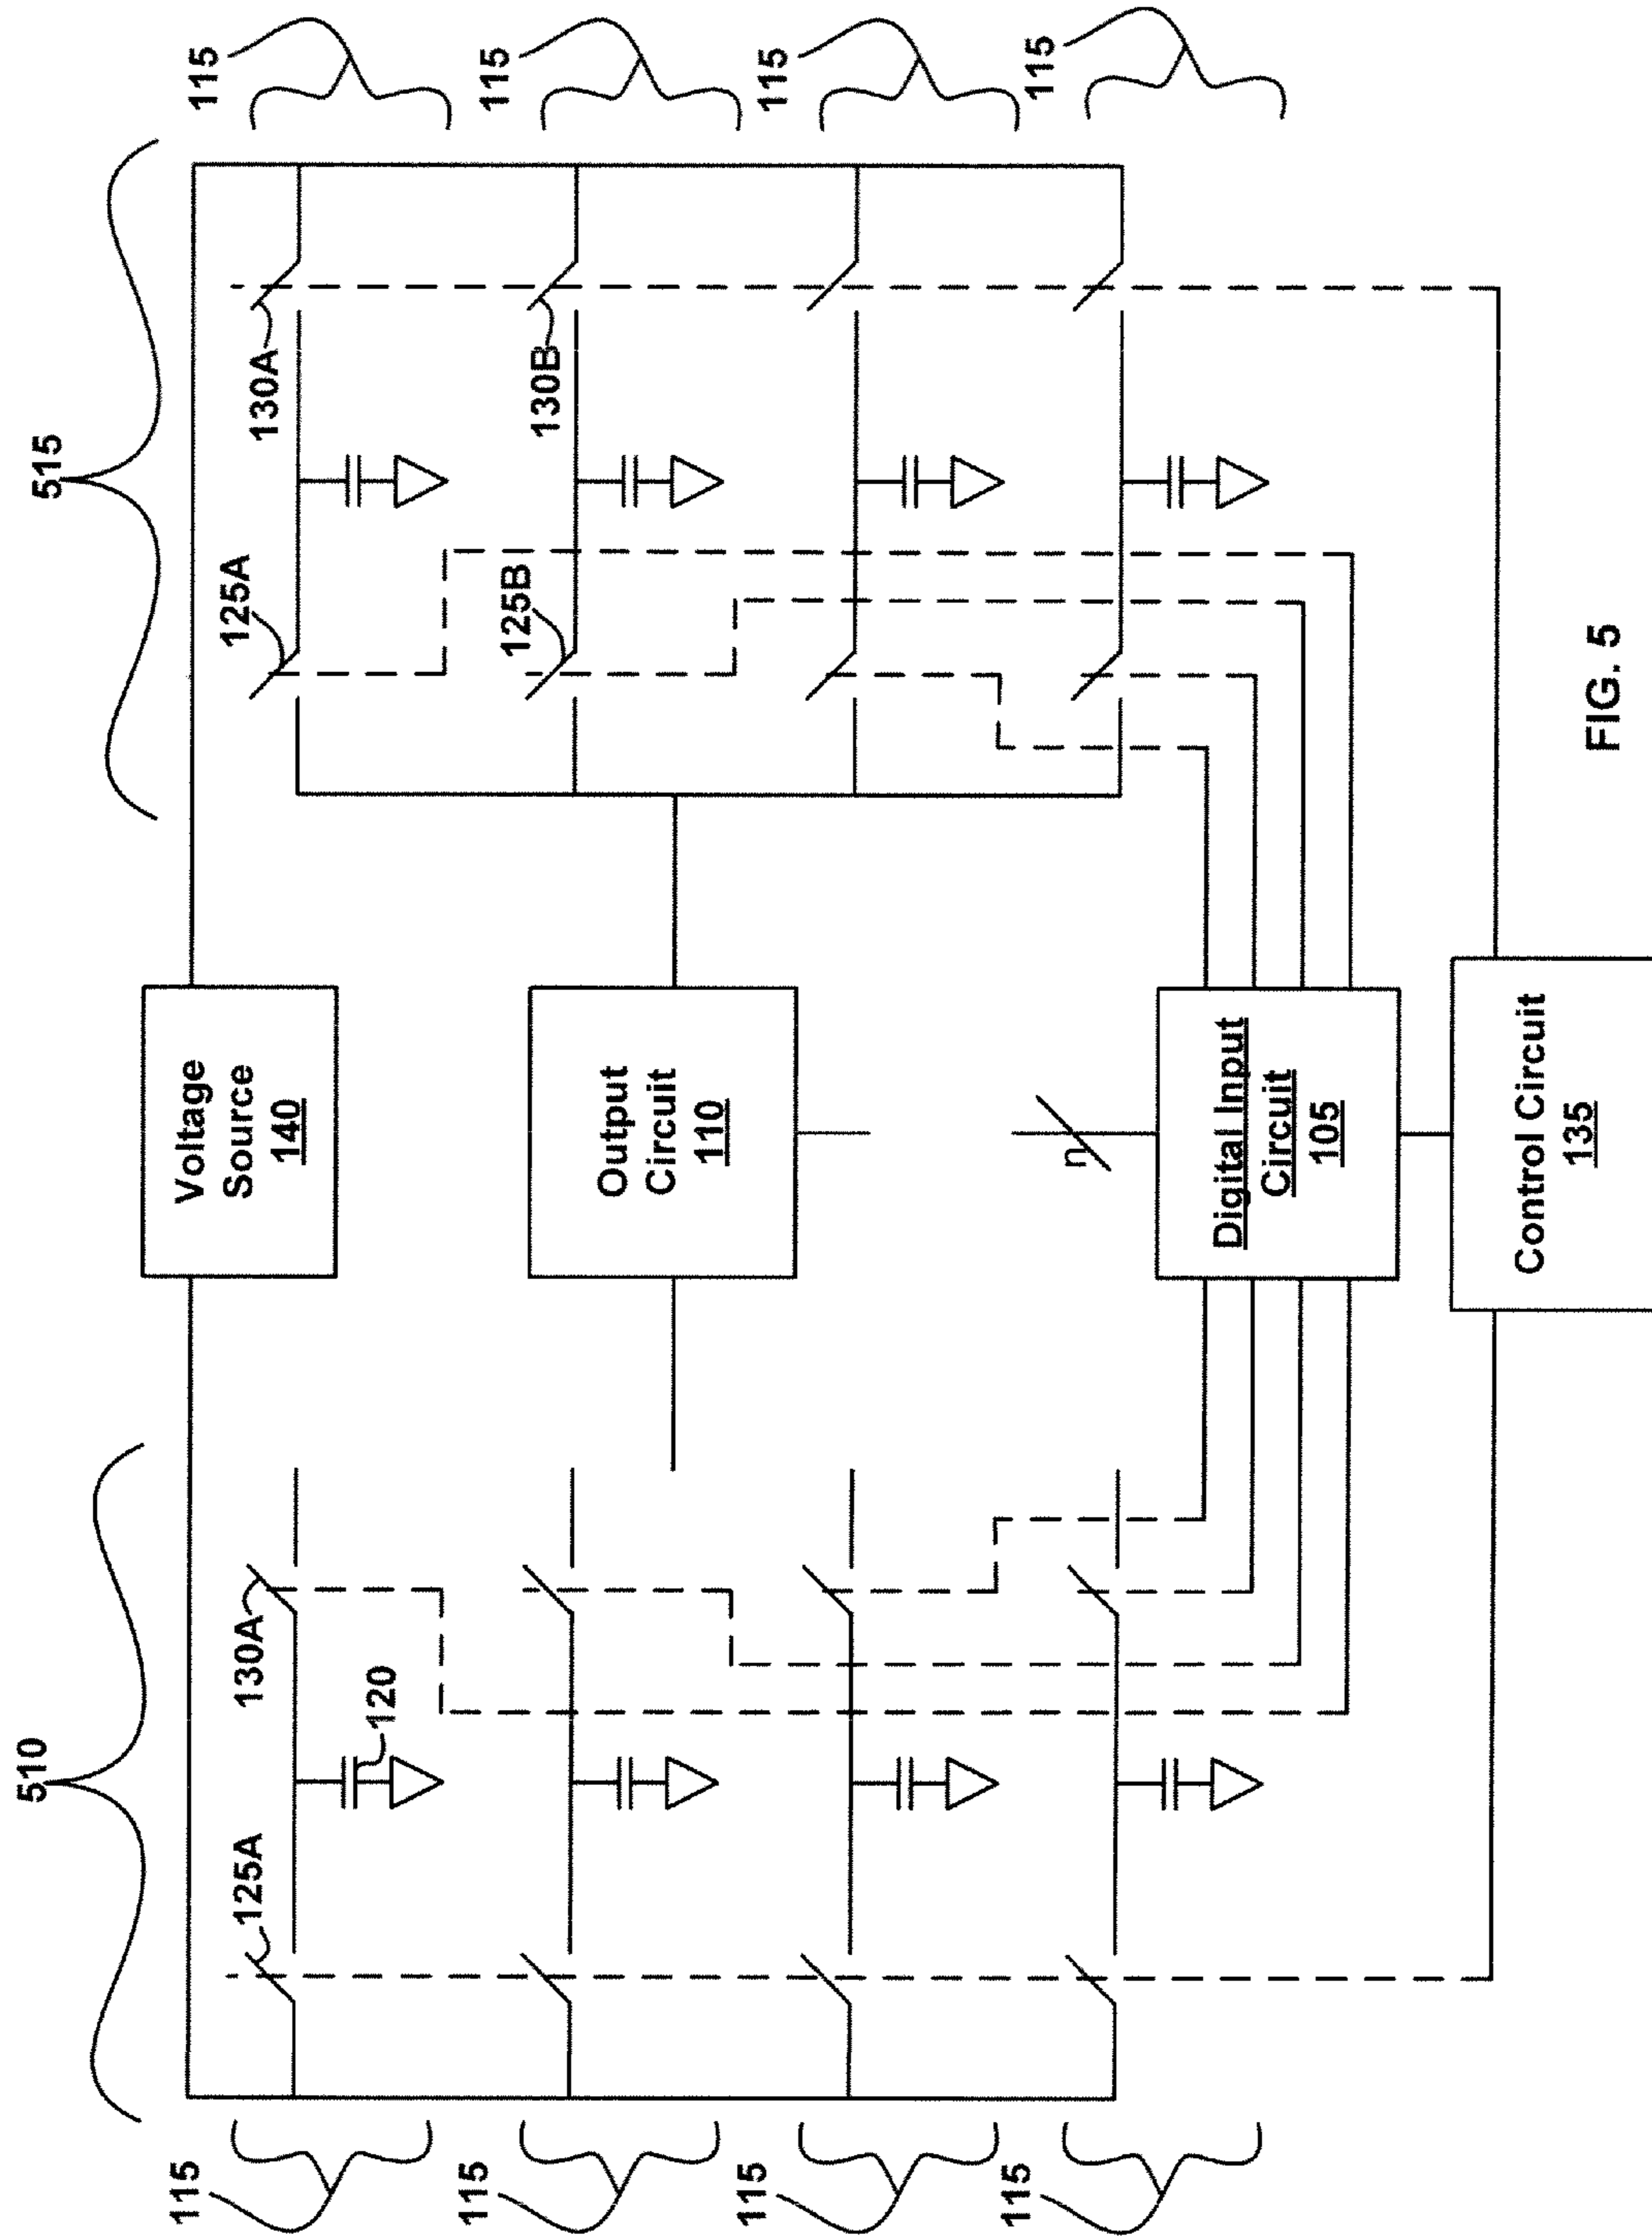 510
515
115
125A
130A
120
Voltage
Source
140
125A
130A
115
115
Output
Circuit
110
125B
130B
115
115
n
115
115
Digital Input
Circuit
105
115
Control Circuit
135
FIG. 5